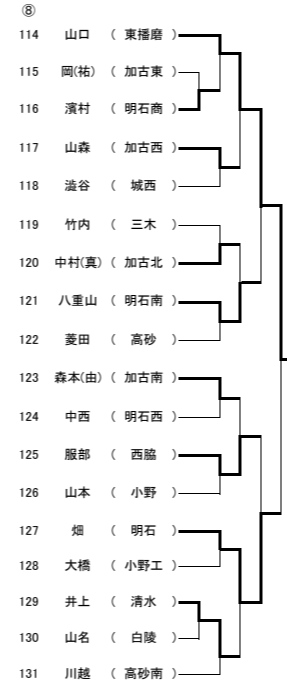 ⑧
114 山口 ( 東播磨 )
115 岡(祐) ( 加古東 )
116 濱村 ( 明石商 )
117 山森 ( 加古西 )
118 澁谷 ( 城西 )
119 竹内 ( 三木 )
120 中村(真) ( 加古北 )
121 八重山 ( 明石南 )
122 菱田 ( 高砂 )
123 森本(由) ( 加古南 )
124 中西 ( 明石西 )
125 服部 ( 西脇 )
126 山本 ( 小野 )
127 畑 ( 明石 )
128 大橋 ( 小野工 )
129 井上 ( 清水 )
130 山名 ( 白陵 )
131 川越 ( 高砂南 )